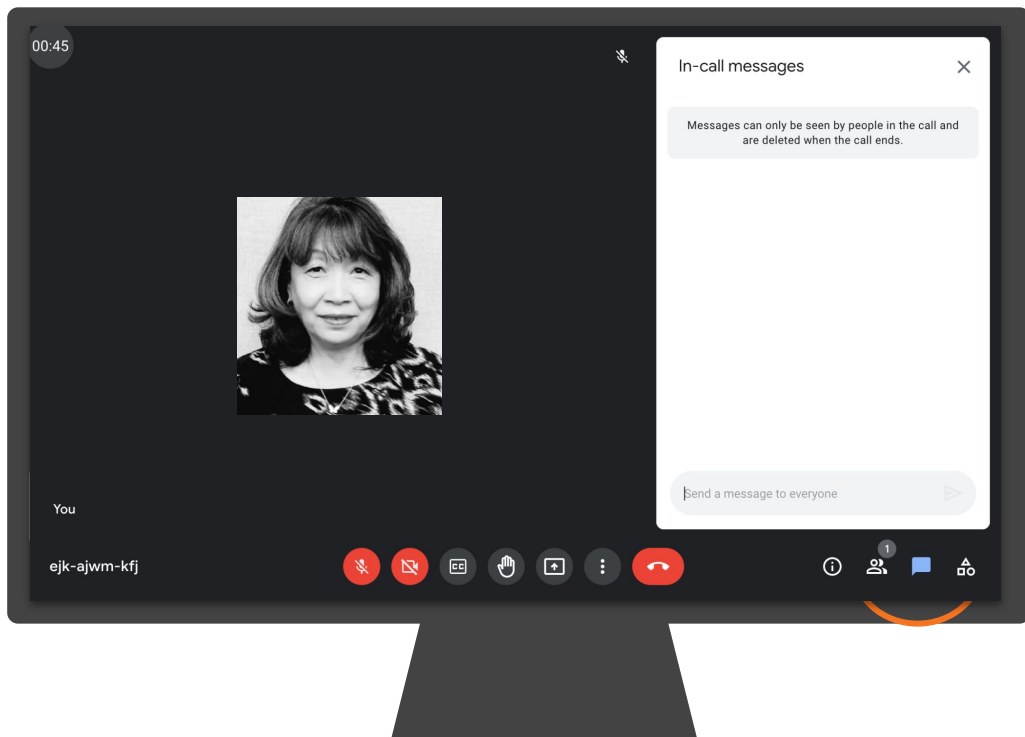 00:45
In-call messages
Messages can only be seen by people in the call and
are deleted when the call ends.
Send a message to everyone
You
ejk-ajwm-kfj
CC
1